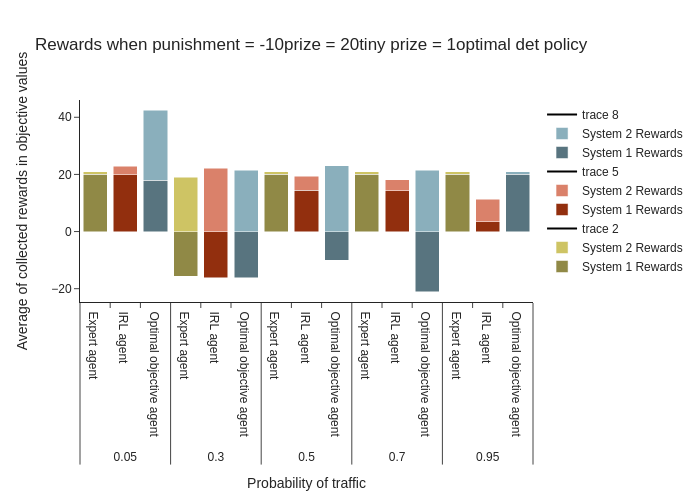 Rewards when punishment = -10prize = 20tiny prize = 1optimal det policy
Average of collected rewards in objective values
40
20
0
−20
trace 8
System 2 Rewards
System 1 Rewards
trace 5
System 2 Rewards
System 1 Rewards
trace 2
System 2 Rewards
System 1 Rewards
Expert agent
IRL agent
Optimal objective agent
Expert agent
IRL agent
Optimal objective agent
Expert agent
IRL agent
Optimal objective agent
Expert agent
IRL agent
Optimal objective agent
Expert agent
IRL agent
Optimal objective agent
0.05
0.3
0.5
0.7
0.95
Probability of traffic